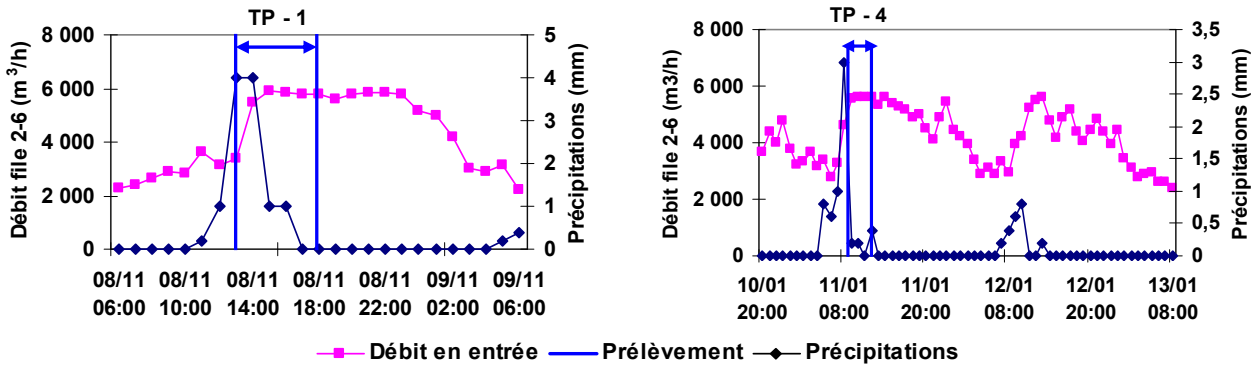 TP - 1
TP - 4
Débit file 2-6 (m³/h)
8 000
6 000
4 000
2 000
0
5
4
3
2
1
0
Précipitations (mm)
08/11 08/11 08/11 08/11 08/11 09/11 09/11
06:00 10:00 14:00 18:00 22:00 02:00 06:00
Débit file 2-6 (m3/h)
8 000
6 000
4 000
2 000
0
3,5
3
2,5
2
1,5
1
0,5
0
Précipitations (mm)
10/01 11/01 11/01 12/01 12/01 13/01
20:00 08:00 20:00 08:00 20:00 08:00
Débit en entrée Prélèvement Précipitations